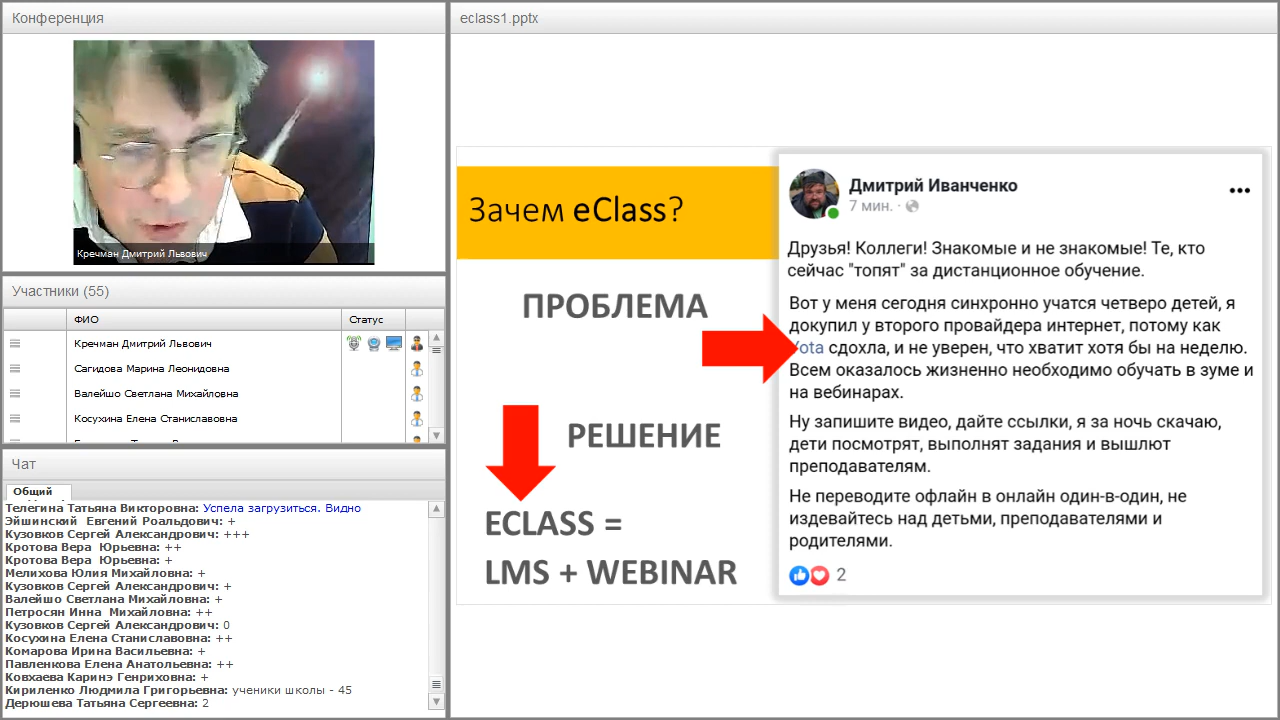 Конференция
Кречман Дмитрий Львович
Участники (55)
ФИО
Статус
Кречман Дмитрий Львович
Сагидова Марина Леонидовна
Валейшо Светлана Михайловна
Косухина Елена Станиславовна
Чат
Общий
Телегина Татьяна Викторовна: Успела загрузиться. Видно
Эйшинский Евгений Роальдович: +
Кузовков Сергей Александрович: +++
Кротова Вера Юрьевна: ++
Кротова Вера Юрьевна: +
Мелихова Юлия Михайловна: +
Кузовков Сергей Александрович: +
Валейшо Светлана Михайловна: +
Петросян Инна Михайловна: ++
Кузовков Сергей Александрович: 0
Косухина Елена Станиславовна: ++
Комарова Ирина Васильевна: +
Павленкова Елена Анатольевна: ++
Ковхаева Каринэ Генриховна: +
Кириленко Людмила Григорьевна: ученики школы - 45
Дерюшева Татьяна Сергеевна: 2
eclass1.pptx
Зачем eClass?
ПРОБЛЕМА
РЕШЕНИЕ
ECLASS =
LMS + WEBINAR
Дмитрий Иванченко
7 мин.
Друзья! Коллеги! Знакомые и не знакомые! Те, кто
сейчас "топят" за дистанционное обучение.
Вот у меня сегодня синхронно учатся четверо детей, я
докупил у второго провайдера интернет, потому как
Yota сдохла, и не уверен, что хватит хотя бы на неделю.
Всем оказалось жизненно необходимо обучать в зуме и
на вебинарах.
Ну запишите видео, дайте ссылки, я за ночь скачаю,
дети посмотрят, выполнят задания и вышлют
преподавателям.
Не переводите офлайн в онлайн один-в-один, не
издевайтесь над детьми, преподавателями и
родителями.
2